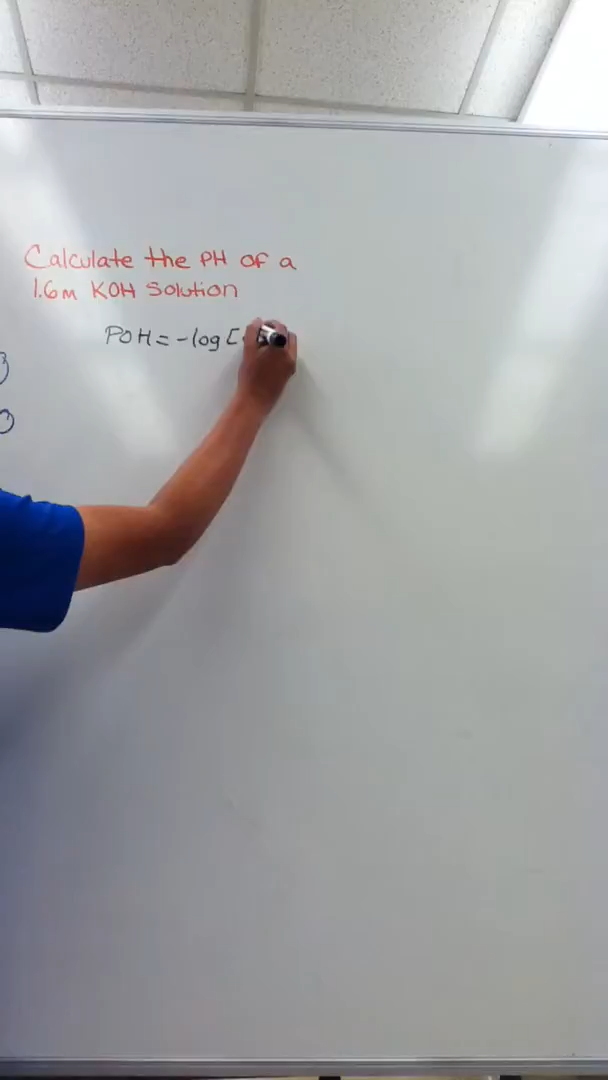 Calculate the PH of a
1.6m KOH Solution
POH = -log [